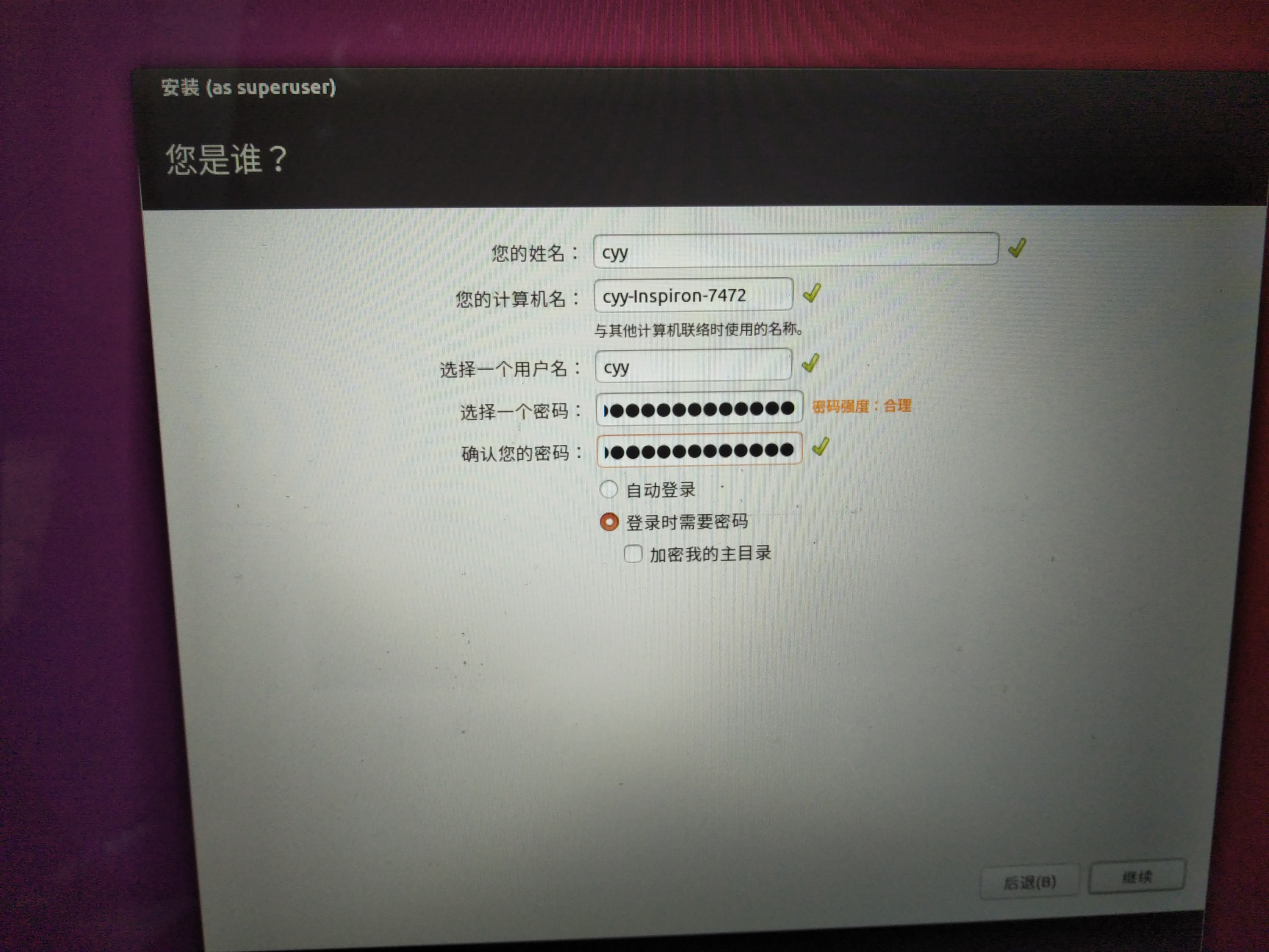 安装 (as superuser)
您是谁？
您的姓名： cyy
您的计算机名： cyy-Inspiron-7472
与其他计算机联络时使用的名称。
选择一个用户名： cyy
选择一个密码： ●●●●●●●●●●●●● 密码强度：合理
确认您的密码： ●●●●●●●●●●●●●
自动登录
登录时需要密码
加密我的主目录
后退(B) 继续